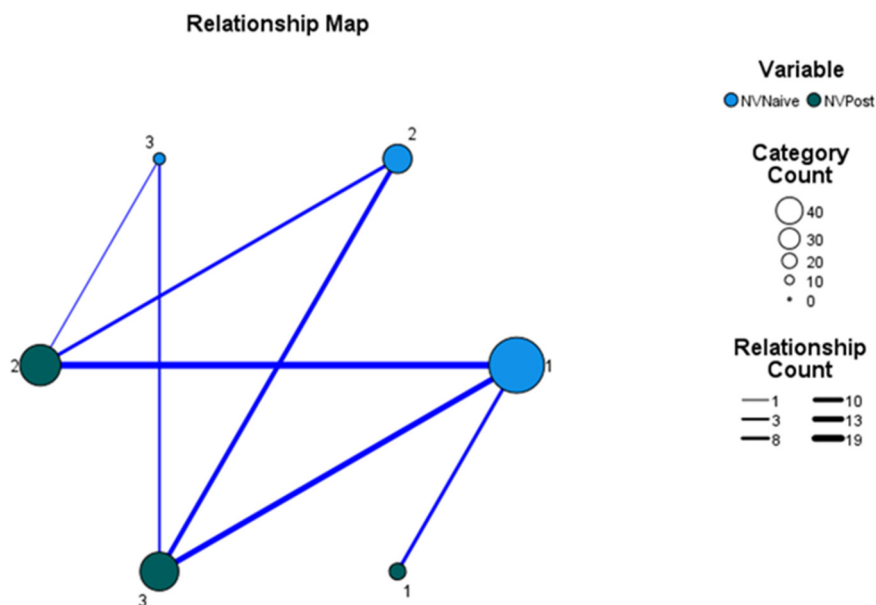 Relationship Map
Variable
NVNaive NVPost
Category
Count
40
30
20
10
0
Relationship
Count
1 10
3 13
8 19
3
2
2
1
3
1